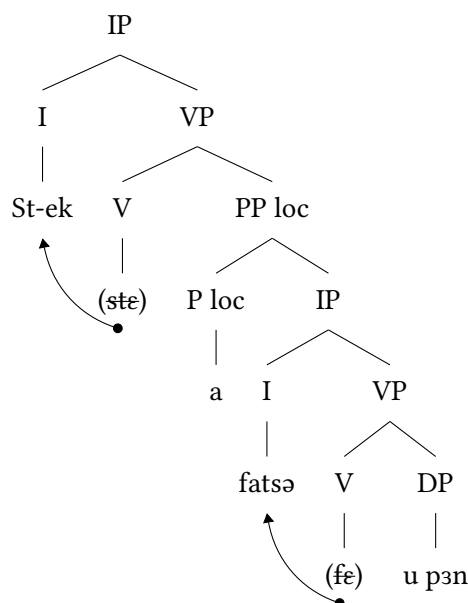 IP
I VP
St-ek V PP loc
(stɛ) P loc IP
a I VP
fatsə V DP
(fɛ) u pɜn